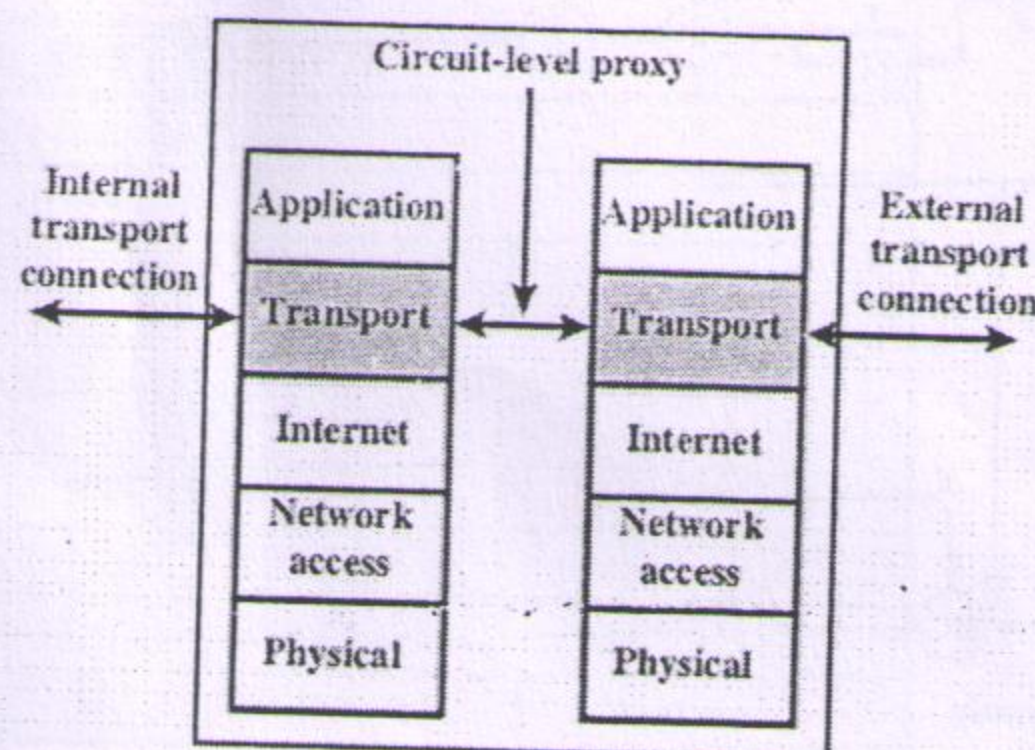 Circuit-level proxy
Internal
transport
connection
Application
Transport
Internet
Network
access
Physical
Application
Transport
Internet
Network
access
Physical
External
transport
connection